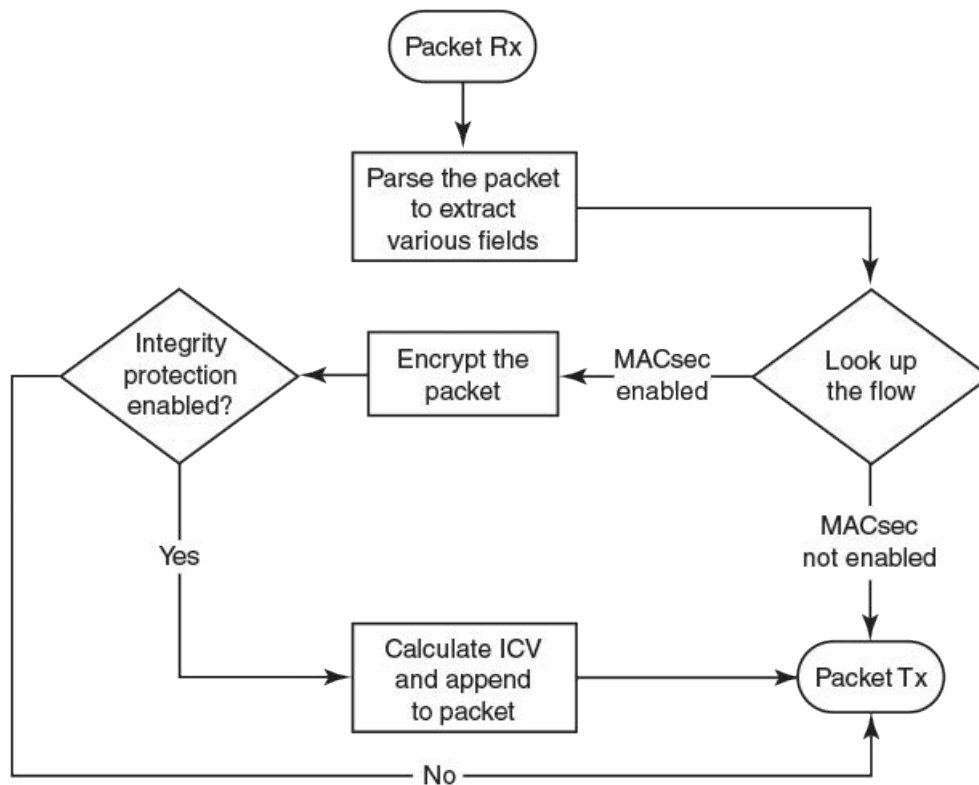 Packet Rx
Parse the packet
to extract
various fields
Look up
the flow
MACsec
enabled
Encrypt the
packet
Integrity
protection
enabled?
MACsec
not enabled
Yes
Calculate ICV
and append
to packet
Packet Tx
No